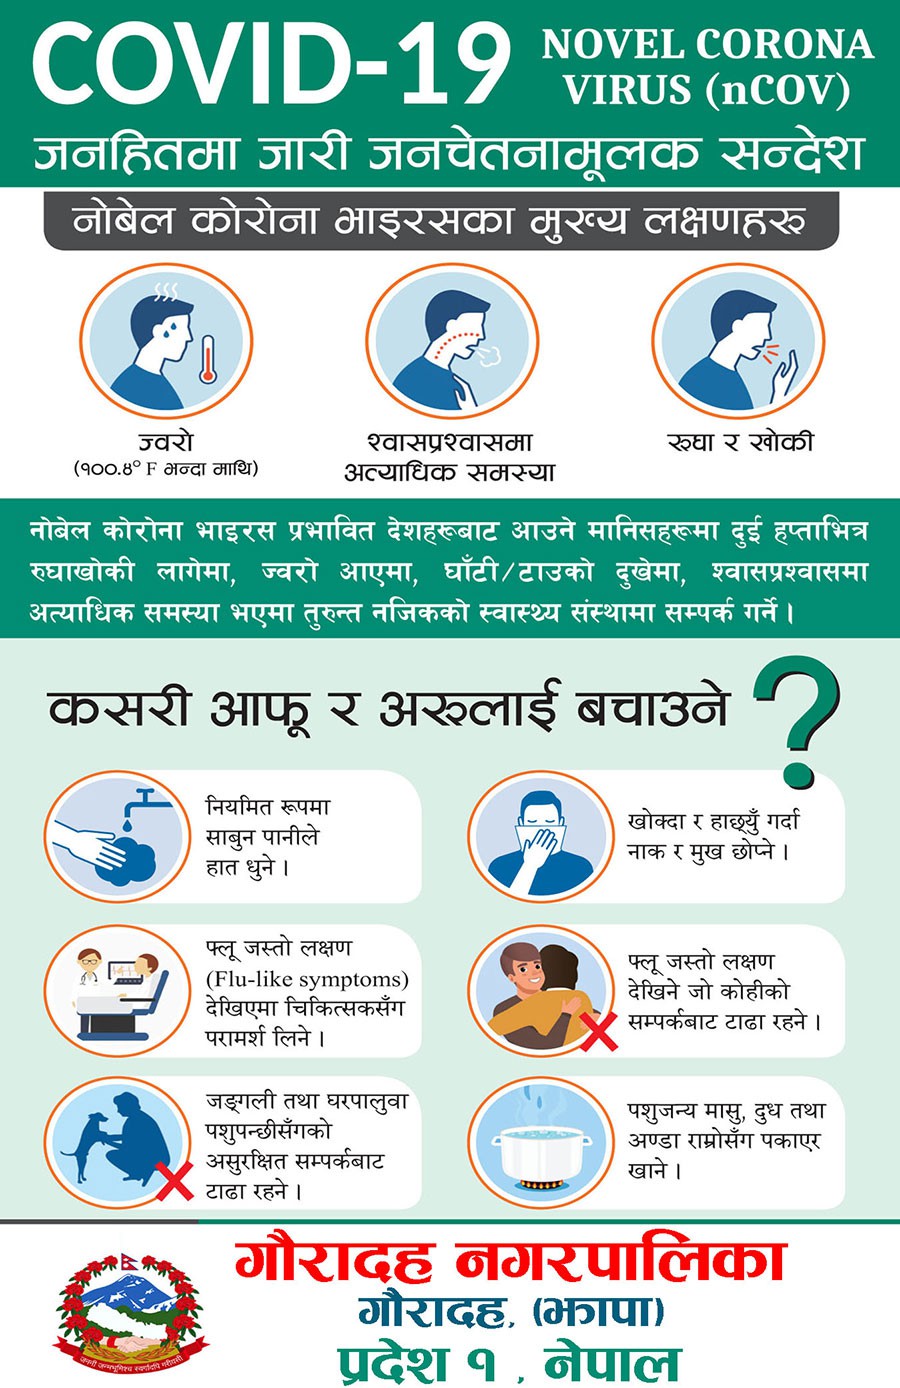 COVID-19 NOVEL CORONA
VIRUS (nCOV)
जनहितमा जारी जनचेतनामूलक सन्देश
नोबेल कोरोना भाइरसका मुख्य लक्षणहरु
ज्वरो
(१००.४° F भन्दा माथि)
श्वासप्रश्वासमा
अत्याधिक समस्या
रुघा र खोकी
नोबेल कोरोना भाइरस प्रभावित देशहरूबाट आउने मानिसहरूमा दुई हप्ताभित्र
रुघाखोकी लागेमा, ज्वरो आएमा, घाँटी/टाउको दुखेमा, श्वासप्रश्वासमा
अत्याधिक समस्या भएमा तुरुन्त नजिकको स्वास्थ्य संस्थामा सम्पर्क गर्ने।
कसरी आफू र अरुलाई बचाउने ?
नियमित रूपमा
साबुन पानीले
हात धुने।
खोक्दा र हाछ्युँ गर्दा
नाक र मुख छोप्ने।
फ्लू जस्तो लक्षण
(Flu-like symptoms)
देखिएमा चिकित्सकसँग
परामर्श लिने।
फ्लू जस्तो लक्षण
देखिने जो कोहीको
सम्पर्कबाट टाढा रहने।
जङ्गली तथा घरपालुवा
पशुपन्छीसँगको
असुरक्षित सम्पर्कबाट
टाढा रहने।
पशुजन्य मासु, दुध तथा
अण्डा राम्रोसँग पकाएर
खाने।
गौरादह नगरपालिका
गौरादह, (झापा)
प्रदेश १ , नेपाल
जननी जन्मभूमिश्च स्वर्गादपि गरीयसी